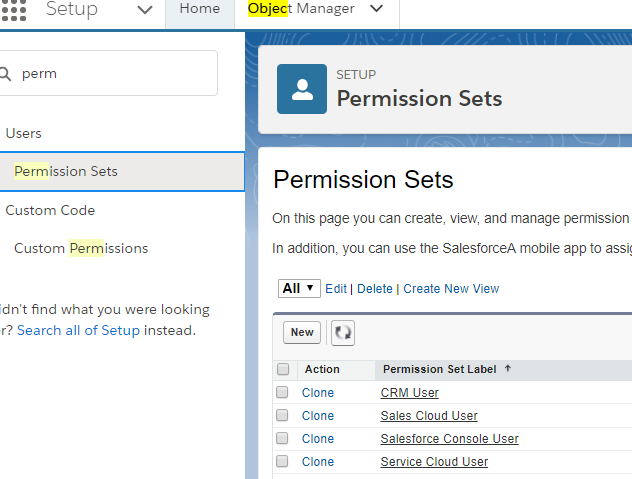 Setup
Home
Object Manager
perm
Users
Permission Sets
Custom Code
Custom Permissions
idn't find what you were looking
r? Search all of Setup instead.
SETUP
Permission Sets
Permission Sets
On this page you can create, view, and manage permission
In addition, you can use the SalesforceA mobile app to assig
All ▼ Edit | Delete | Create New View
New
Action Permission Set Label ↑
Clone CRM User
Clone Sales Cloud User
Clone Salesforce Console User
Clone Service Cloud User